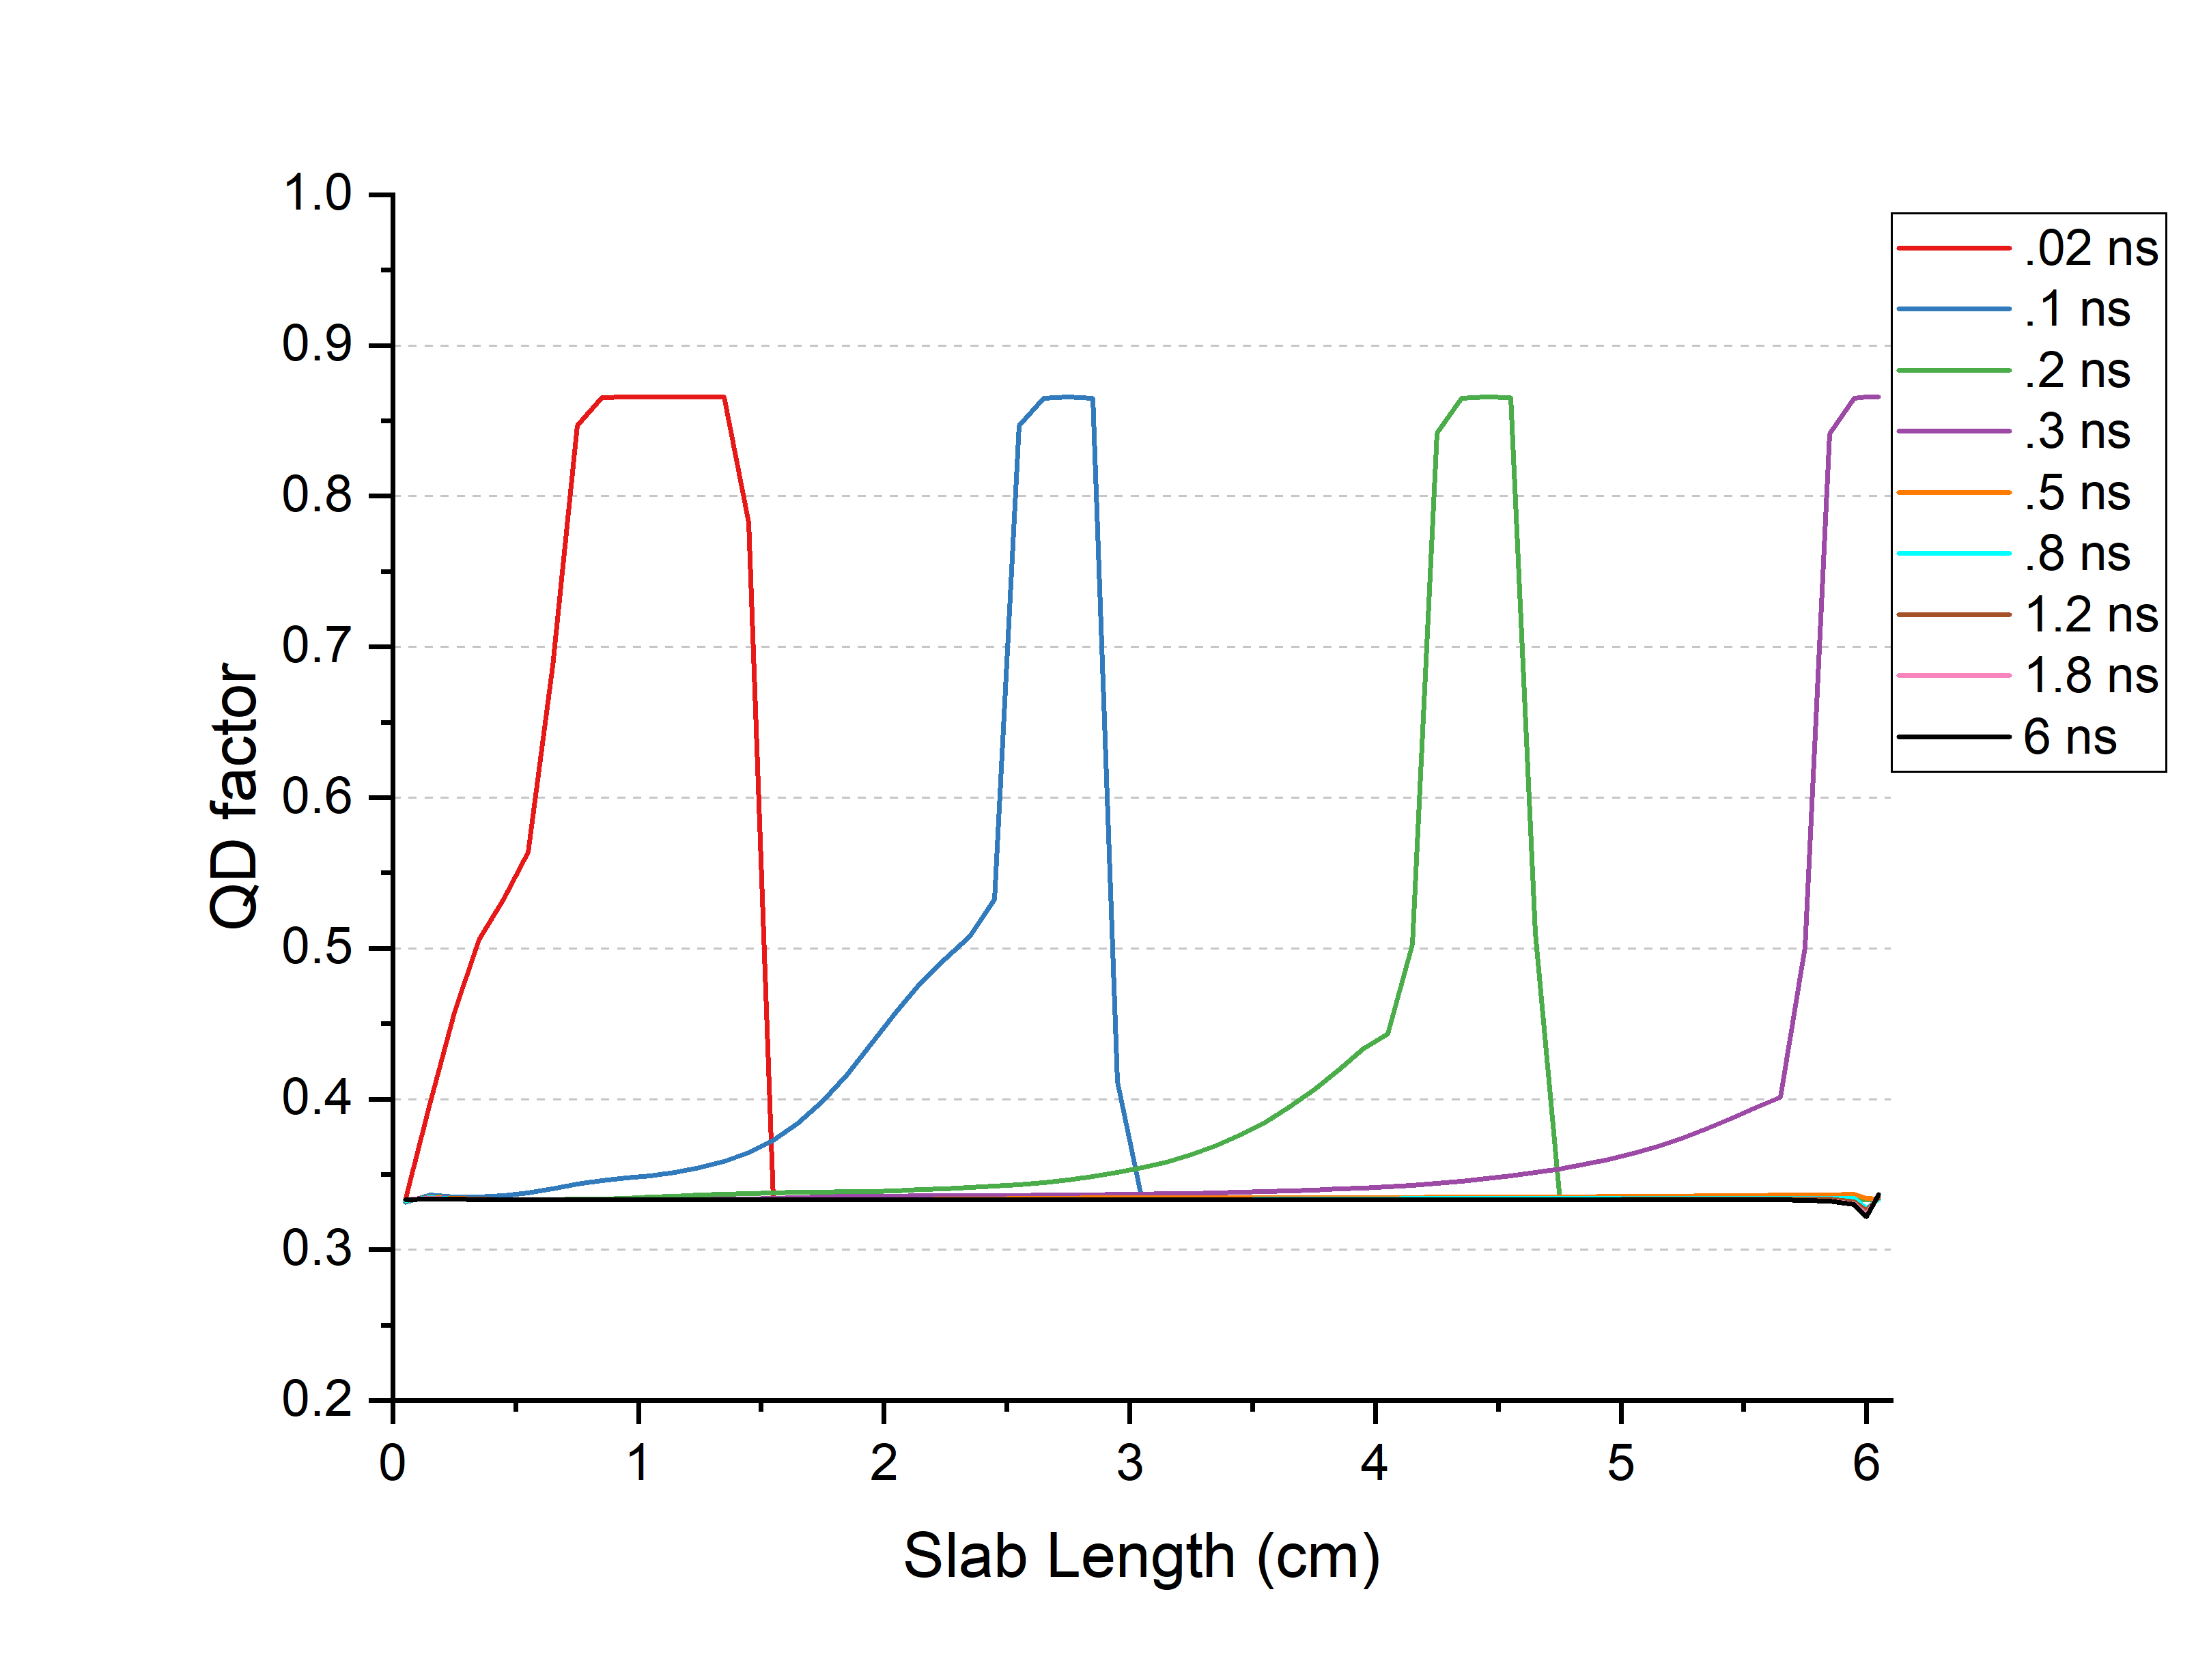 1.0
0.9
0.8
0.7
0.6
0.5
0.4
0.3
0.2
QD factor
0 1 2 3 4 5 6
Slab Length (cm)
.02 ns
.1 ns
.2 ns
.3 ns
.5 ns
.8 ns
1.2 ns
1.8 ns
6 ns